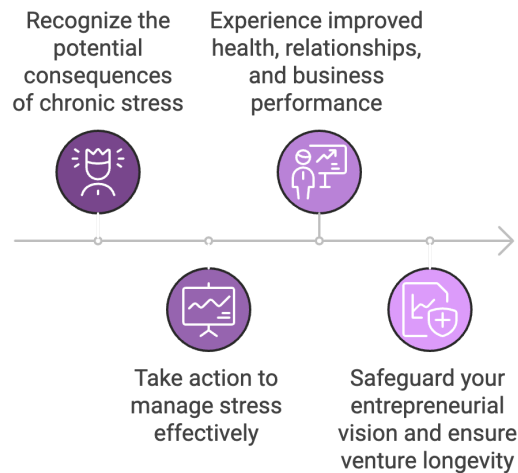 Recognize the
potential
consequences
of chronic stress
Take action to
manage stress
effectively
Experience improved
health, relationships,
and business
performance
Safeguard your
entrepreneurial
vision and ensure
venture longevity